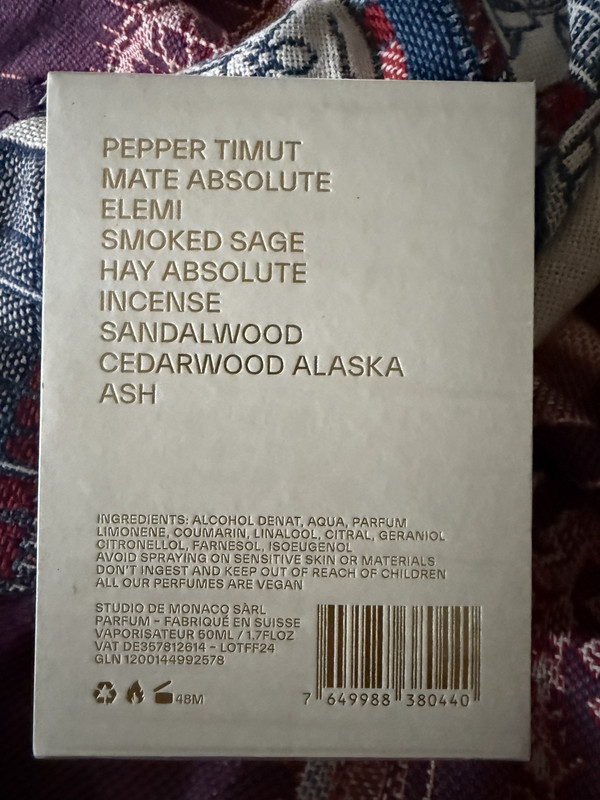 PEPPER TIMUT
MATE ABSOLUTE
ELEMI
SMOKED SAGE
HAY ABSOLUTE
INCENSE
SANDALWOOD
CEDARWOOD ALASKA
ASH
INGREDIENTS: ALCOHOL DENAT, AQUA, PARFUM
LIMONENE, COUMARIN, LINALOOL, CITRAL, GERANIOL
CITRONELLOL, FARNESOL, ISOEUGENOL
AVOID SPRAYING ON SENSITIVE SKIN OR MATERIALS
DON'T INGEST AND KEEP OUT OF REACH OF CHILDREN
ALL OUR PERFUMES ARE VEGAN
STUDIO DE MONACO SÀRL
PARFUM – FABRIQUÉ EN SUISSE
VAPORISATEUR 50ML / 1.7FLOZ
VAT DE357812614 – LOTFF24
GLN 1200144992578
48M
7 649988 380440